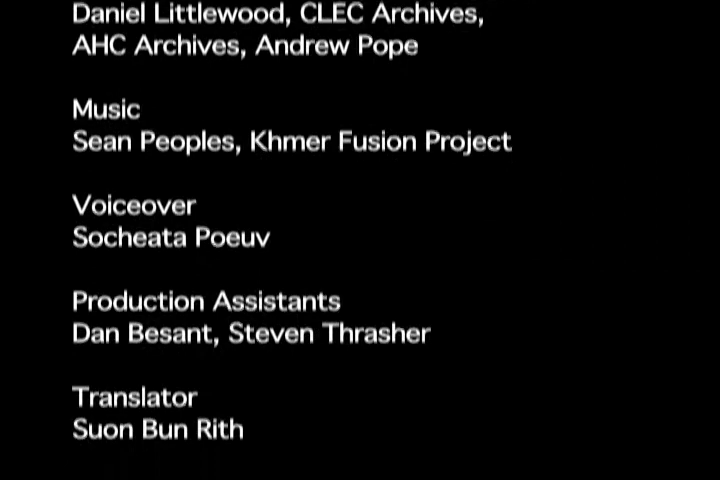 Daniel Littlewood, CLEC Archives,
AHC Archives, Andrew Pope
Music
Sean Peoples, Khmer Fusion Project
Voiceover
Socheata Poeuv
Production Assistants
Dan Besant, Steven Thrasher
Translator
Suon Bun Rith